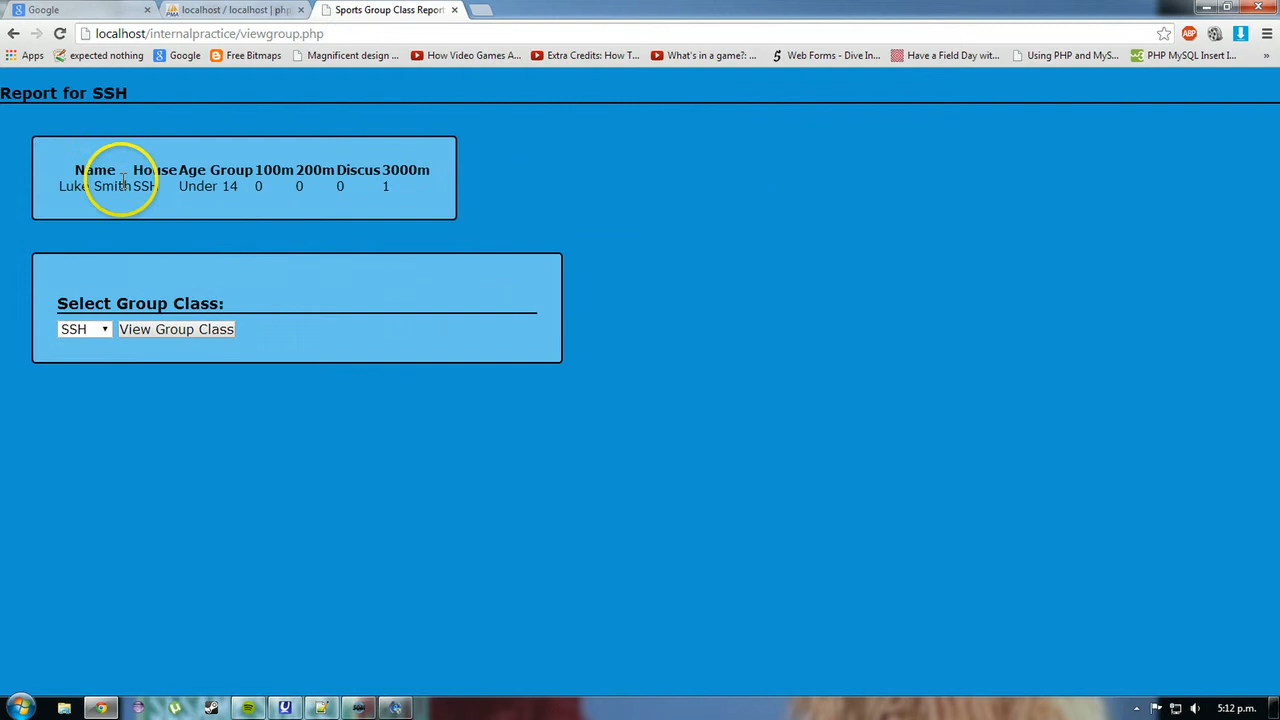 Google
localhost / localhost | php
Sports Group Class Report
localhost/internalpractice/viewgroup.php
ABP
Apps expected nothing Google Free Bitmaps Magnificent design ... How Video Games A... Extra Credits: How T... What's in a game?: ... 5 Web Forms - Dive In... Have a Field Day wit... Using PHP and MyS... PHP MySQL Insert I... »
Report for SSH
Name House Age Group 100m 200m Discus 3000m
Luke Smith SSH Under 14 0 0 0 1
Select Group Class:
SSH View Group Class
5:12 p.m.